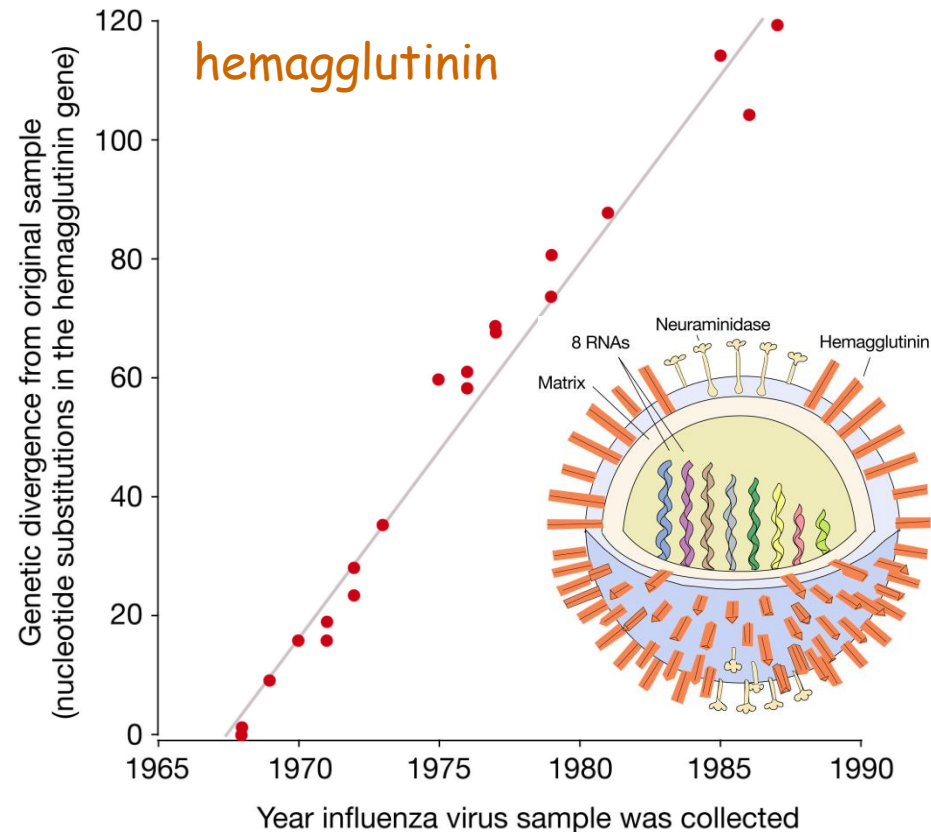 hemagglutinin
Genetic divergence from original sample
(nucleotide substitutions in the hemagglutinin gene)
120
100
80
60
40
20
0
1965 1970 1975 1980 1985 1990
Year influenza virus sample was collected
Neuraminidase
8 RNAs
Hemagglutinin
Matrix